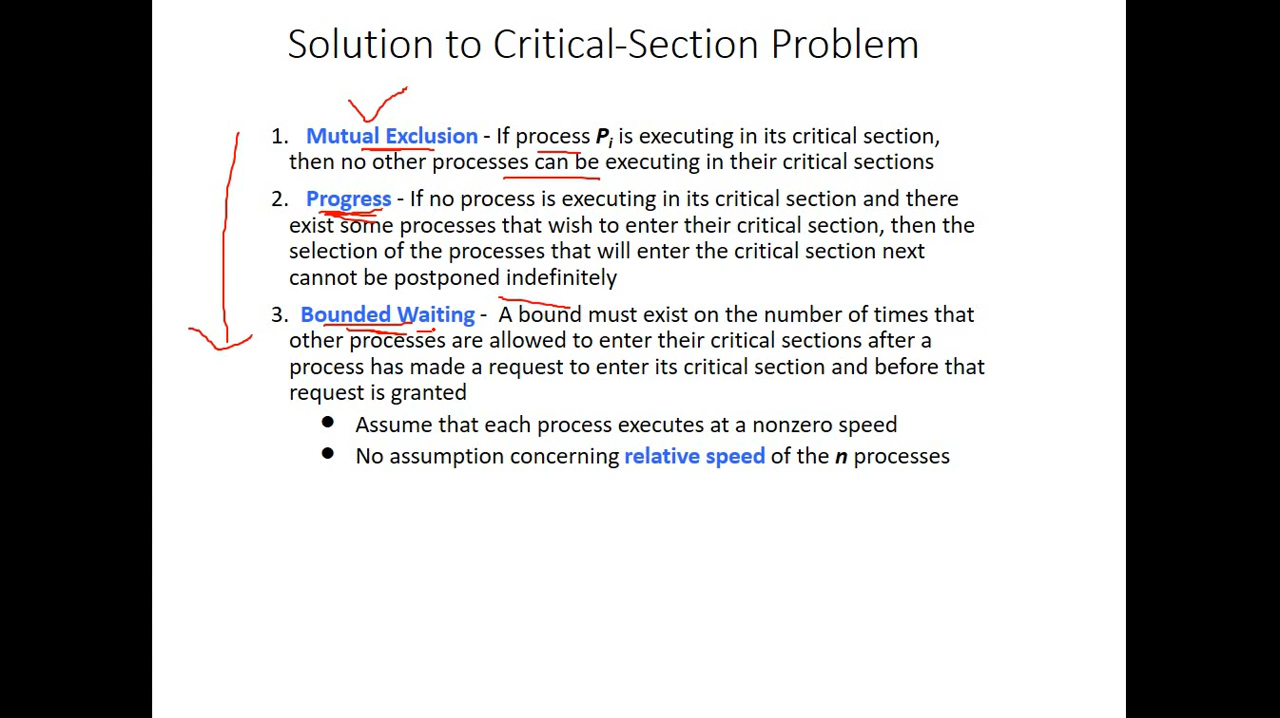 Solution to Critical-Section Problem
1. Mutual Exclusion - If process Pi is executing in its critical section,
then no other processes can be executing in their critical sections
2. Progress - If no process is executing in its critical section and there
exist some processes that wish to enter their critical section, then the
selection of the processes that will enter the critical section next
cannot be postponed indefinitely
3. Bounded Waiting - A bound must exist on the number of times that
other processes are allowed to enter their critical sections after a
process has made a request to enter its critical section and before that
request is granted
● Assume that each process executes at a nonzero speed
● No assumption concerning relative speed of the n processes